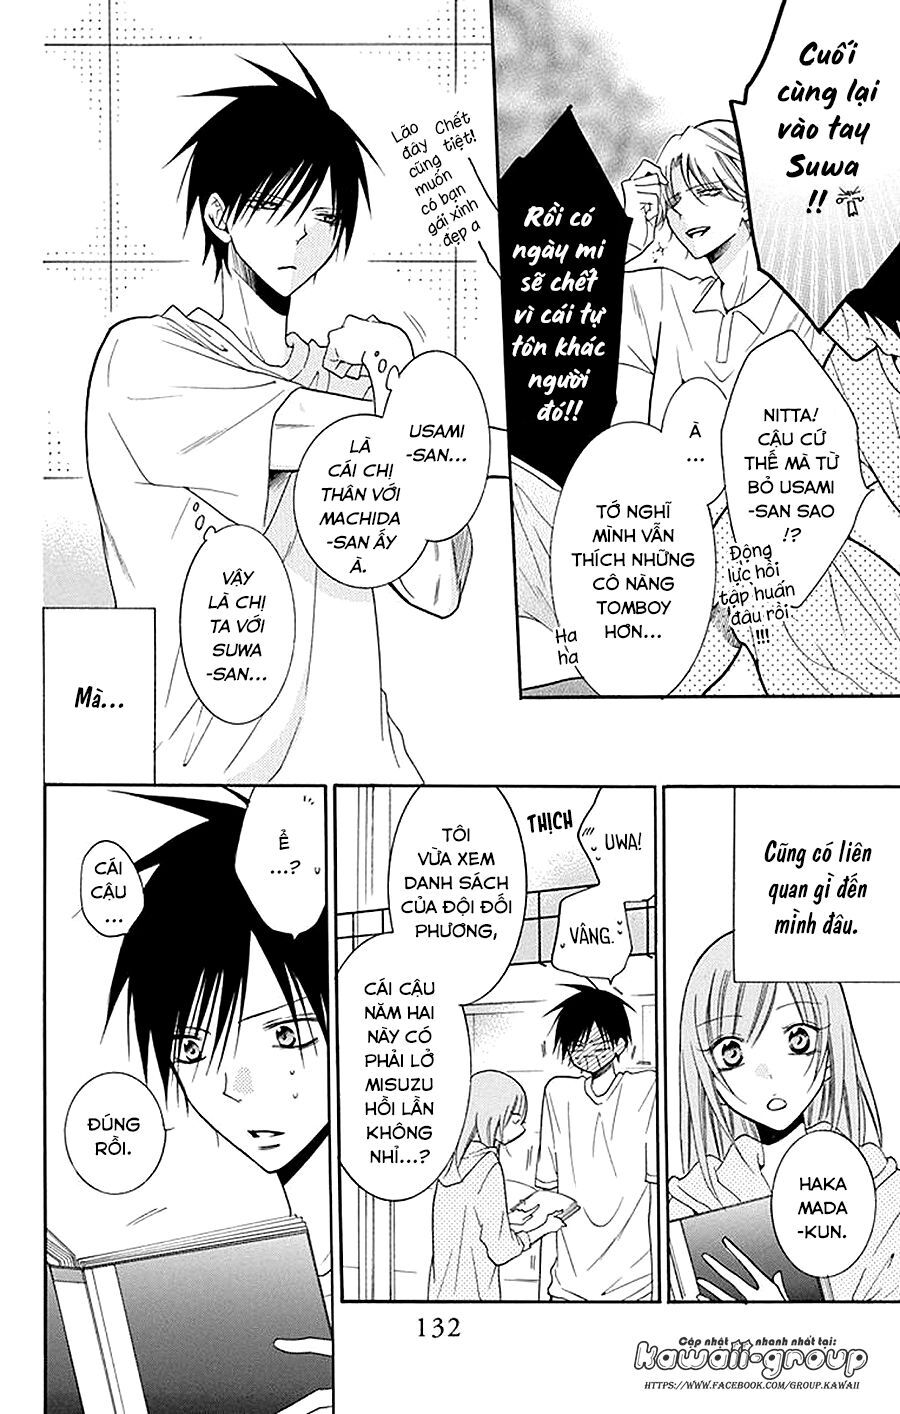 Cuối
cùng lại
vào tay
Suwa
!!
Rồi có
ngày mi
sẽ chết
vì cái tự
tôn khác
người
đó!!
Chết
tiệt!
Lão
đây
cũng
muốn
có bạn
gái xinh
đẹp a
NITTA!
CẬU CỨ
THẾ MÀ TỪ
BỎ USAMI
-SAN SAO
!?
Động
lực hồi
tập huấn
đâu rồi
!!!
À
...
TỚ NGHĨ
MÌNH VẪN
THÍCH NHỮNG
CÔ NÀNG
TOMBOY
HƠN...
Ha
hà
USAMI
-SAN...
LÀ
CÁI CHỊ
THÂN VỚI
MACHIDA
-SAN ẤY
À.
VẬY
LÀ CHỊ
TA VỚI
SUWA
-SAN...
Mà...
Cũng có liên
quan gì đến
mình đâu.
HAKA
MADA
-KUN.
UWA!
THỊCH
VÂNG.
TÔI
VỪA XEM
DANH SÁCH
CỦA ĐỘI ĐỐI
PHƯƠNG,
CÁI CẬU
NĂM HAI
NÀY CÓ
PHẢI LỞ
MISUZU
HỒI LẦN
KHÔNG
NHỈ...?
Ể
...?
CÁI
CẬU
...
ĐÚNG
RỒI.
132
Cập nhật nhanh nhất tại:
kawaii-group
HTTPS://WWW.FACEBOOK.COM/GROUP.KAWAII